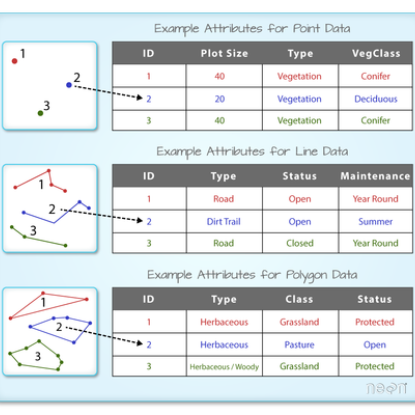 Example Attributes for Point Data
1
2
3
ID Plot Size Type VegClass
1 40 Vegetation Conifer
2 20 Vegetation Deciduous
3 40 Vegetation Conifer
Example Attributes for Line Data
1
2
3
ID Type Status Maintenance
1 Road Open Year Round
2 Dirt Trail Open Summer
3 Road Closed Year Round
Example Attributes for Polygon Data
1
2
3
ID Type Class Status
1 Herbaceous Grassland Protected
2 Herbaceous Pasture Open
3 Herbaceous / Woody Grassland Protected
neon